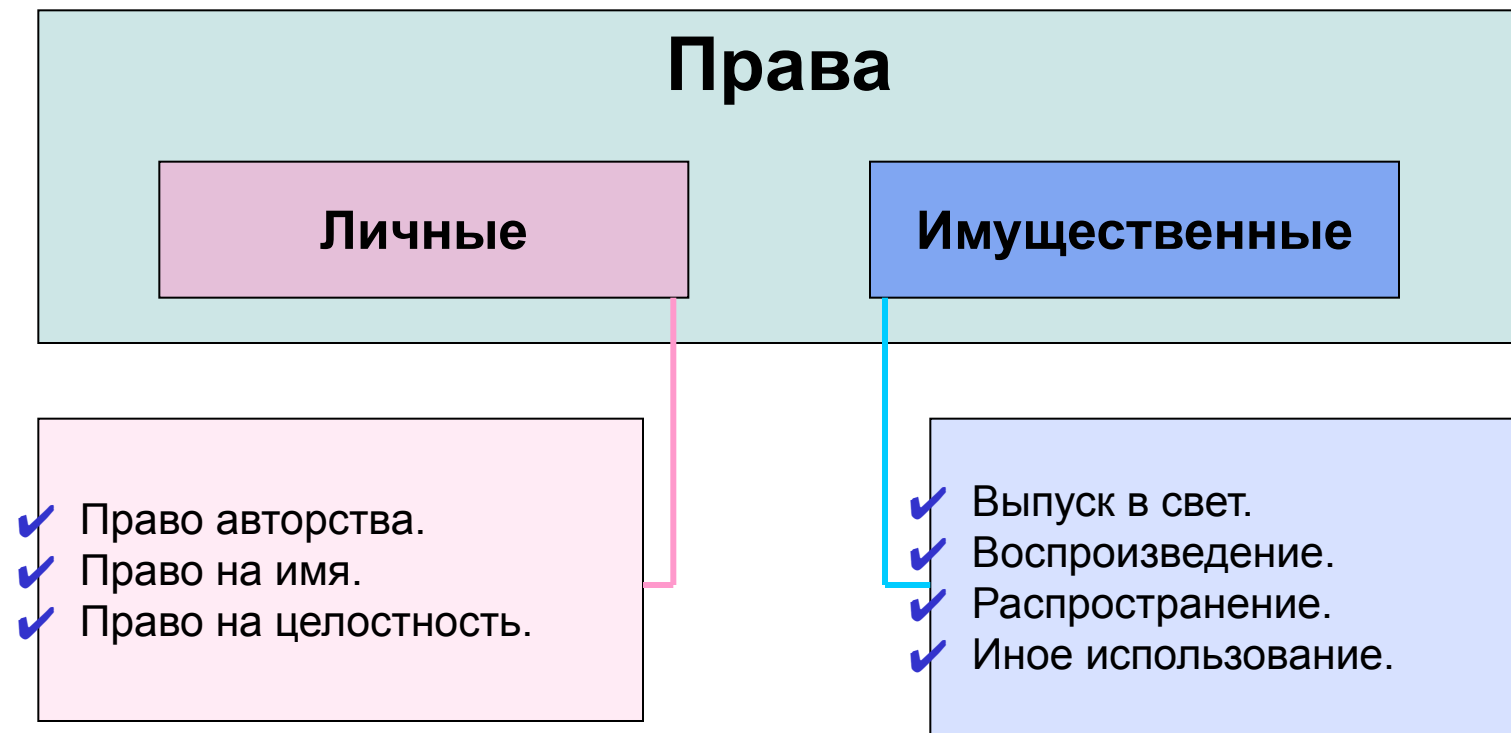 Права
Личные
Имущественные
✔ Право авторства.
✔ Право на имя.
✔ Право на целостность.
✔ Выпуск в свет.
✔ Воспроизведение.
✔ Распространение.
✔ Иное использование.